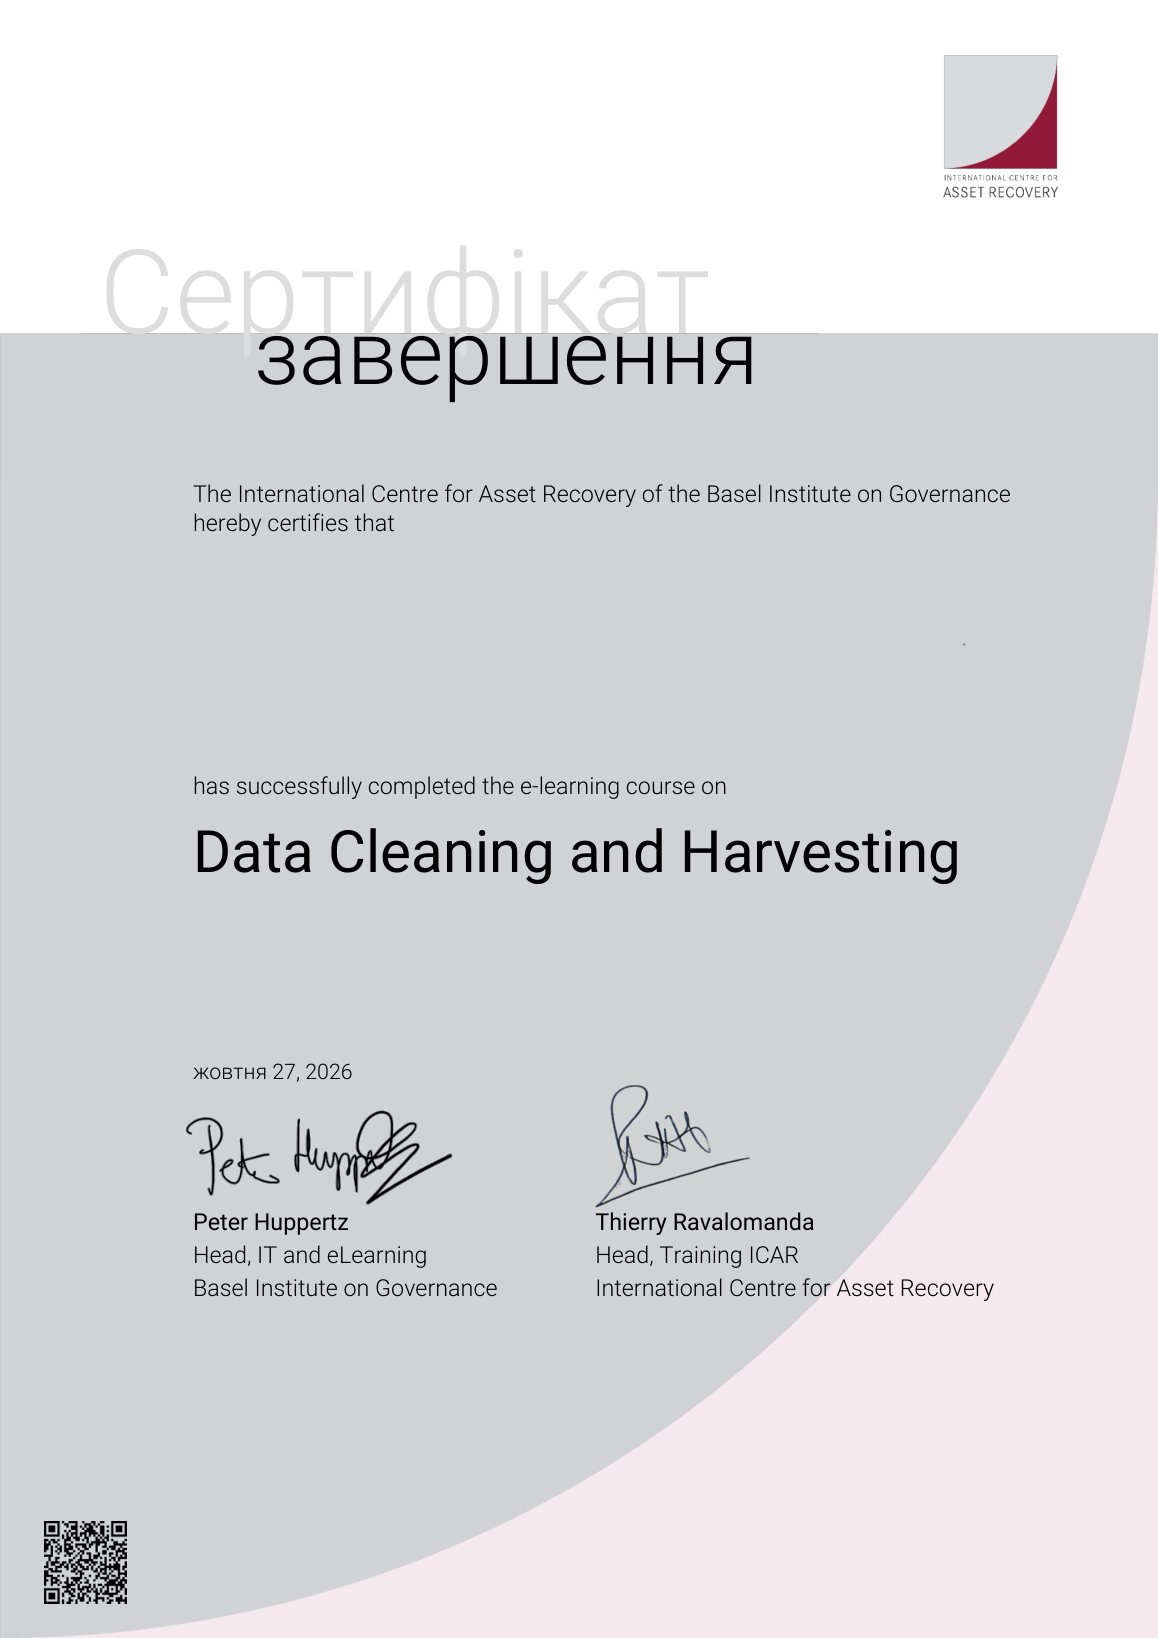 INTERNATIONAL CENTRE FOR
ASSET RECOVERY
Сертифікат
завершення
The International Centre for Asset Recovery of the Basel Institute on Governance
hereby certifies that
has successfully completed the e-learning course on
Data Cleaning and Harvesting
жовтня 27, 2026
Peter Huppertz
Peter Huppertz
Head, IT and eLearning
Basel Institute on Governance
Thierry Ravalomanda
Head, Training ICAR
International Centre for Asset Recovery